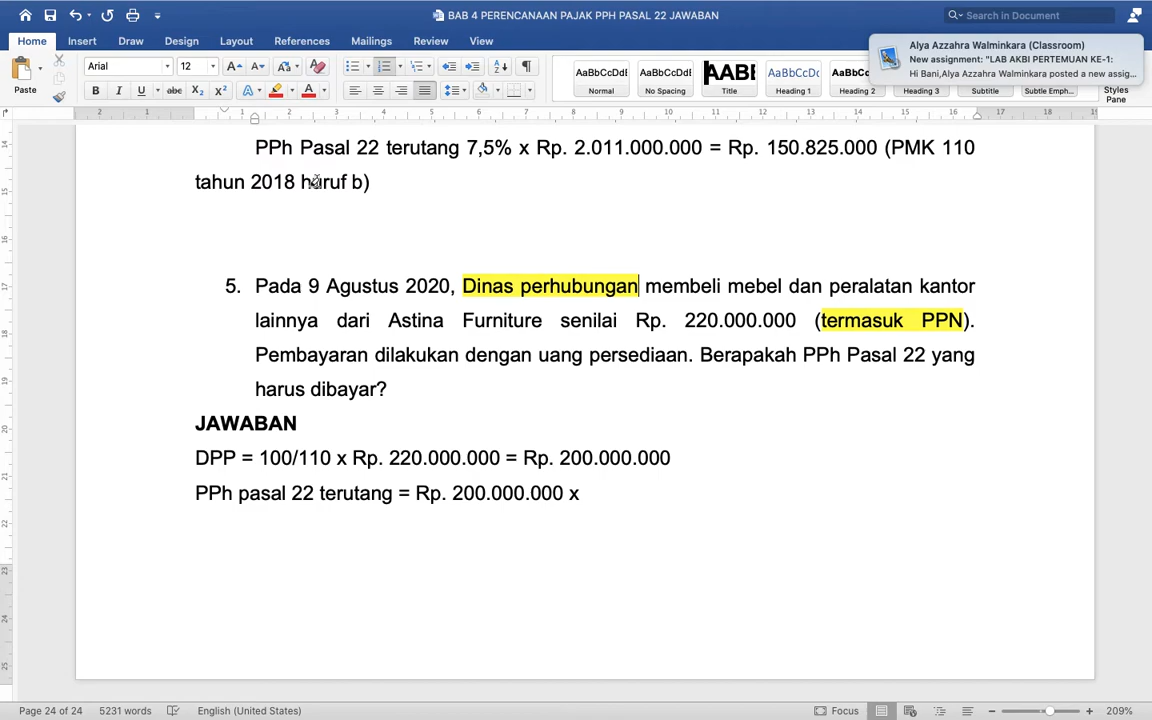 BAB 4 PERENCANAAN PAJAK PPH PASAL 22 JAWABAN
Search in Document
Home Insert Draw Design Layout References Mailings Review View
Alya Azzahra Walminkara (Classroom)
New assignment: "LAB AKBI PERTEMUAN KE-1:
Hi Bani,Alya Azzahra Walminkara posted a new assig...
Paste
Arial 12
AaBbCcDdE Normal
AaBbCcDdE No Spacing
AABB Title
AaBbCcDc Heading 1
AaBbCc Heading 2
Heading 3
Subtitle
Subtle Emph...
Styles Pane
PPh Pasal 22 terutang 7,5% x Rp. 2.011.000.000 = Rp. 150.825.000 (PMK 110
tahun 2018 huruf b)
5. Pada 9 Agustus 2020, Dinas perhubungan membeli mebel dan peralatan kantor
lainnya dari Astina Furniture senilai Rp. 220.000.000 (termasuk PPN).
Pembayaran dilakukan dengan uang persediaan. Berapakah PPh Pasal 22 yang
harus dibayar?
JAWABAN
DPP = 100/110 x Rp. 220.000.000 = Rp. 200.000.000
PPh pasal 22 terutang = Rp. 200.000.000 x
Page 24 of 24 5231 words English (United States) Focus 209%